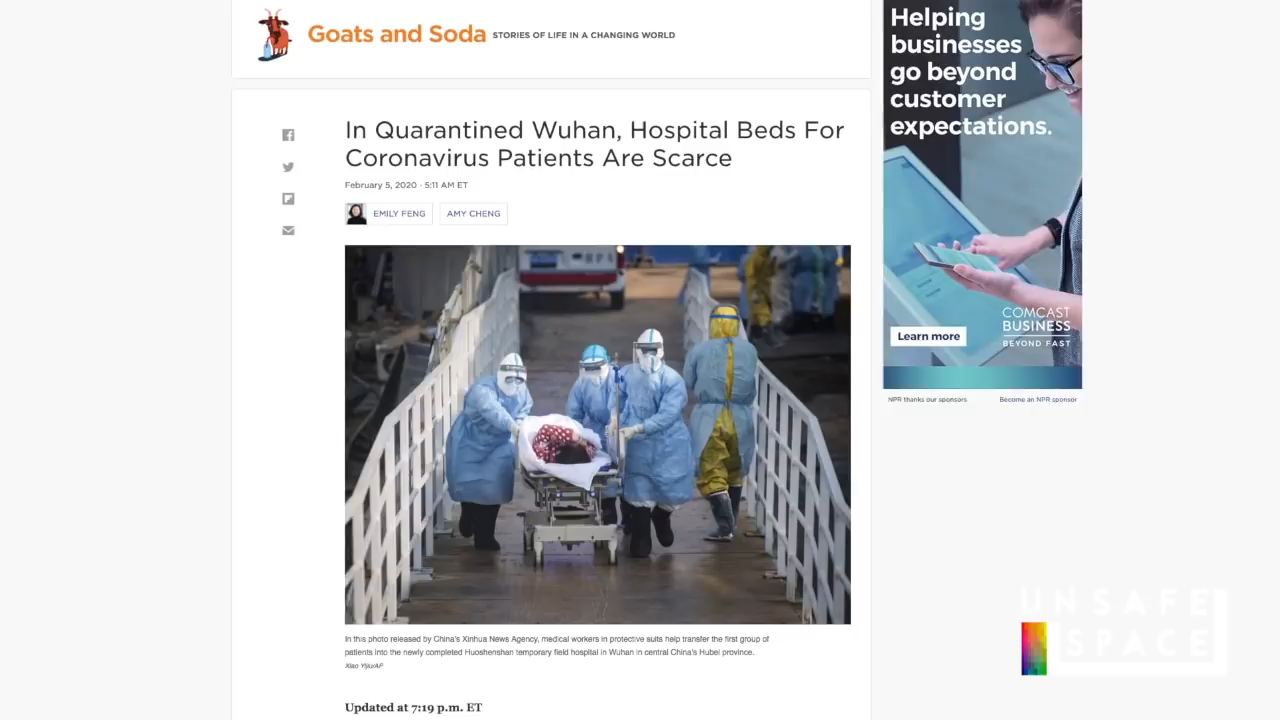 Goats and Soda STORIES OF LIFE IN A CHANGING WORLD
In Quarantined Wuhan, Hospital Beds For
Coronavirus Patients Are Scarce
February 5, 2020 · 5:11 AM ET
EMILY FENG
AMY CHENG
In this photo released by China's Xinhua News Agency, medical workers in protective suits help transfer the first group of
patients into the newly completed Huoshenshan temporary field hospital in Wuhan in central China's Hubei province.
Xiao Yijiu/AP
Updated at 7:19 p.m. ET
Helping
businesses
go beyond
customer
expectations.
COMCAST
BUSINESS
BEYOND FAST
Learn more
NPR thanks our sponsors
Become an NPR sponsor
UNSAFE
SPACE